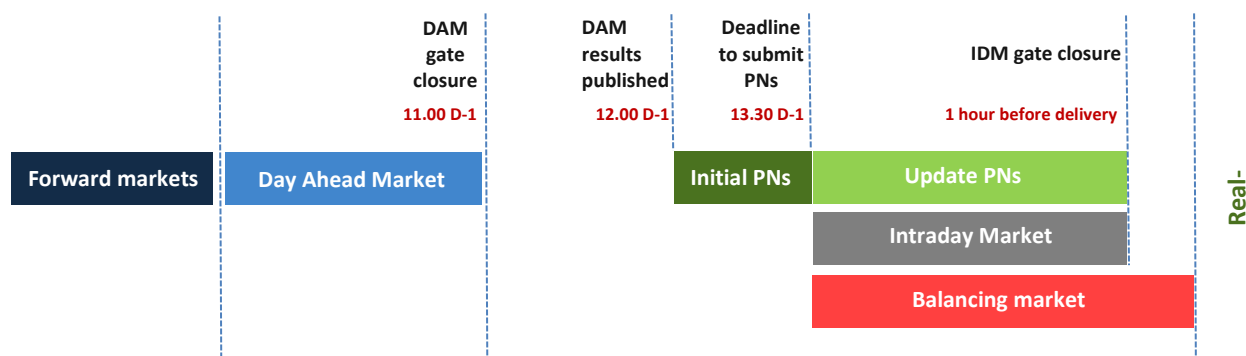 DAM
gate
closure
11.00 D-1
DAM
results
published
12.00 D-1
Deadline
to submit
PNs
13.30 D-1
IDM gate closure
1 hour before delivery
Forward markets
Day Ahead Market
Initial PNs
Update PNs
Intraday Market
Balancing market
Real-